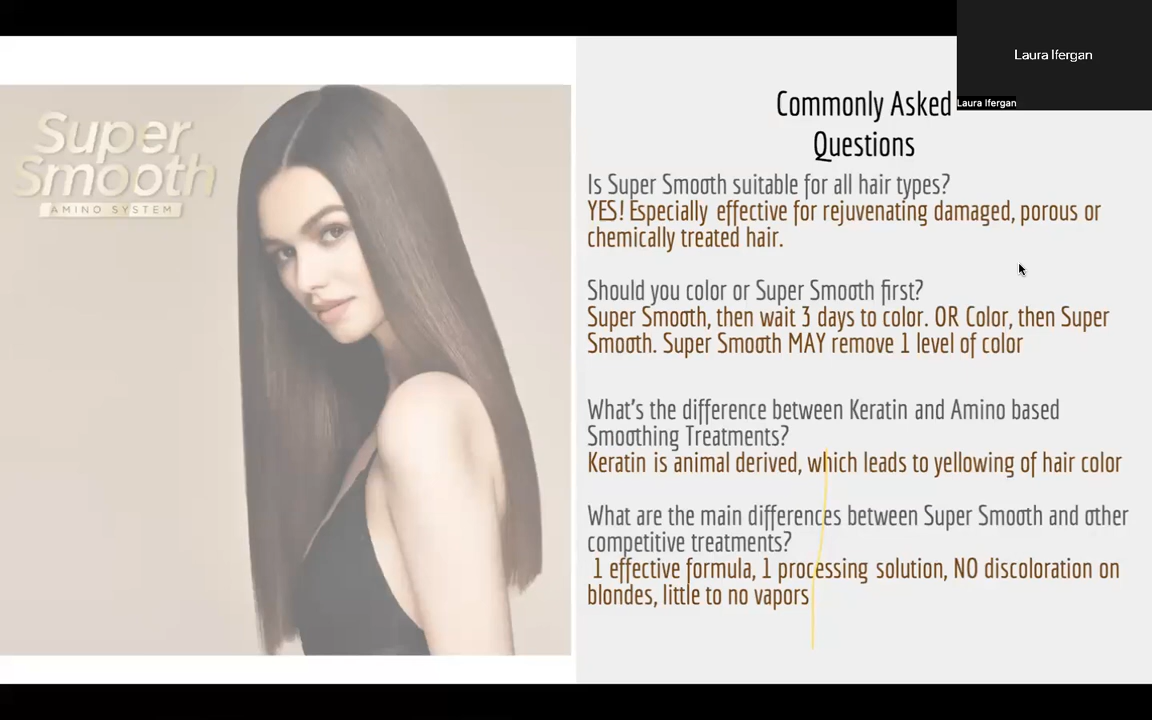 Laura Ifergan
Laura Ifergan
Super
Smooth
AMINO SYSTEM
Commonly Asked
Questions
Is Super Smooth suitable for all hair types?
YES! Especially effective for rejuvenating damaged, porous or
chemically treated hair.
Should you color or Super Smooth first?
Super Smooth, then wait 3 days to color. OR Color, then Super
Smooth. Super Smooth MAY remove 1 level of color
What's the difference between Keratin and Amino based
Smoothing Treatments?
Keratin is animal derived, which leads to yellowing of hair color
What are the main differences between Super Smooth and other
competitive treatments?
1 effective formula, 1 processing solution, NO discoloration on
blondes, little to no vapors